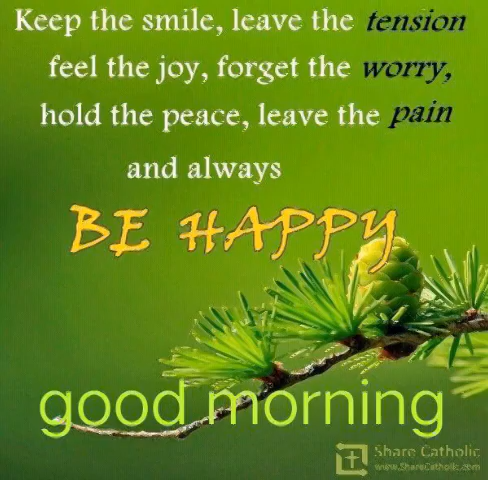 Keep the smile, leave the tension
feel the joy, forget the worry,
hold the peace, leave the pain
and always
BE HAPPY
good morning
Share Catholic
www.ShareCatholic.com